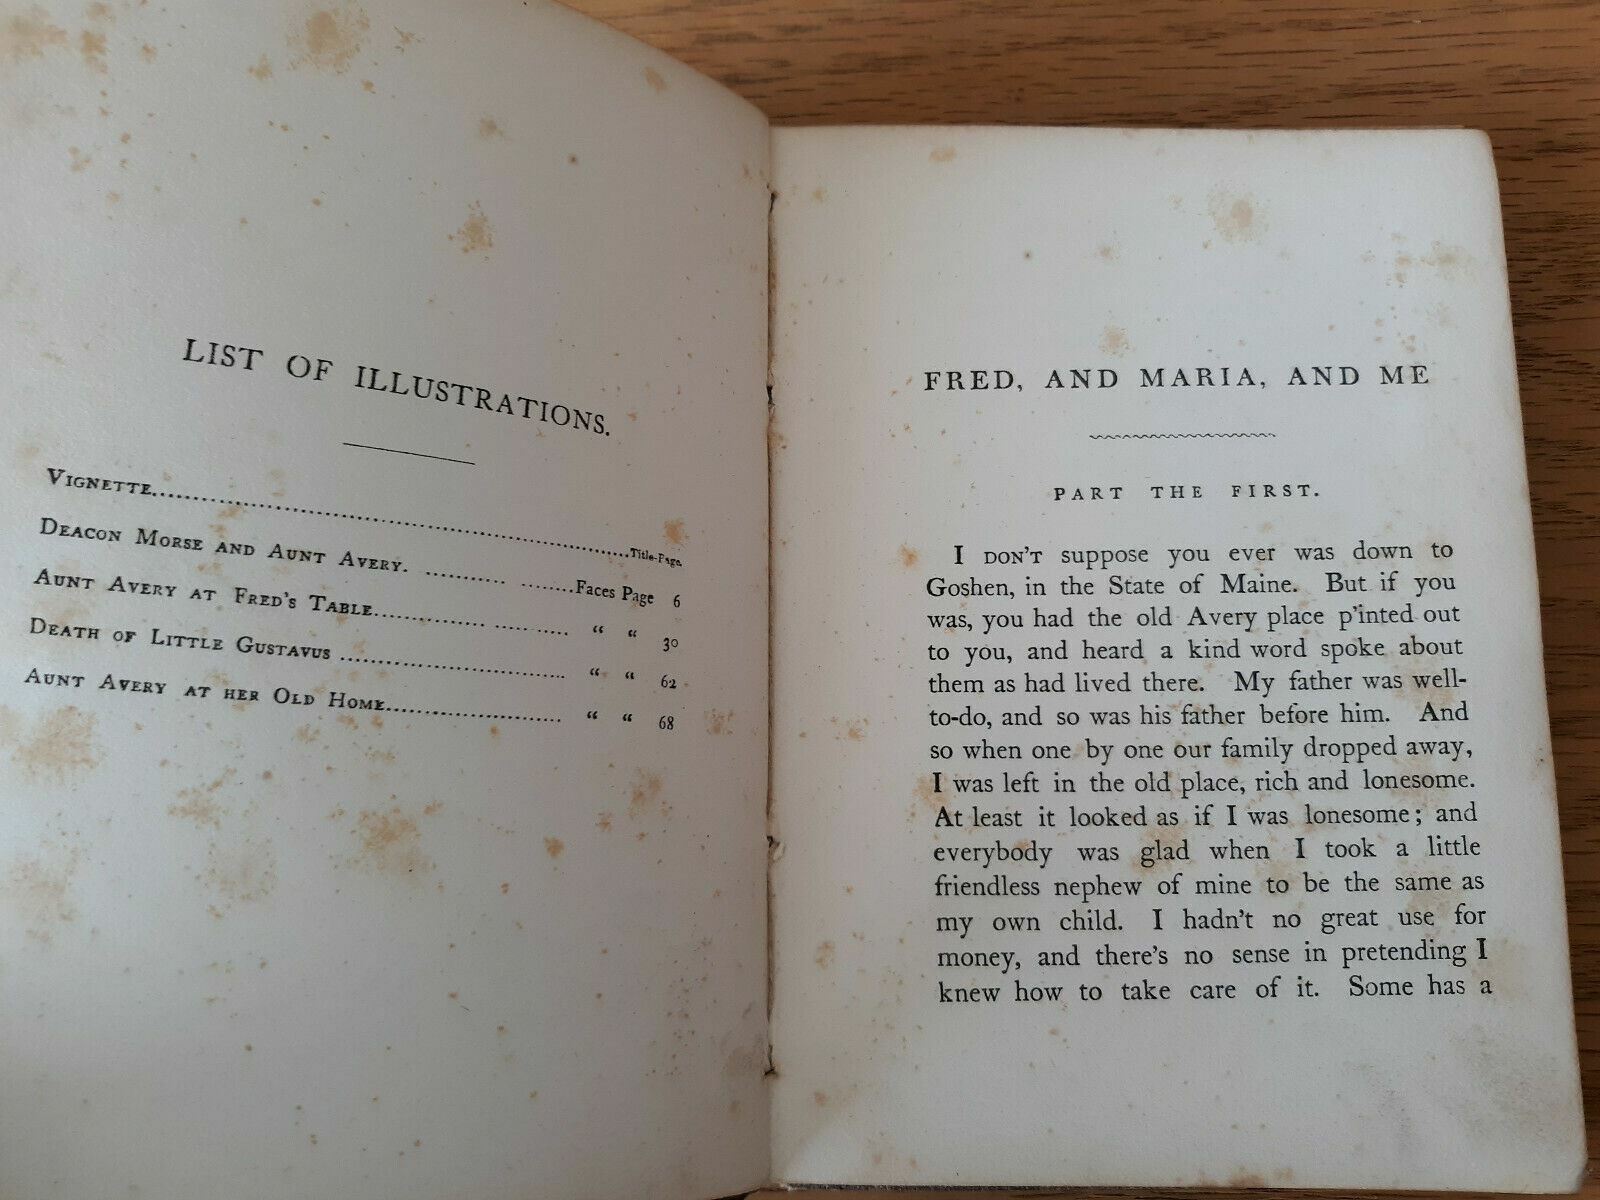 LIST OF ILLUSTRATIONS.
VIGNETTE..............................Title-Page.
DEACON MORSE AND AUNT AVERY. .......... .......Faces Page 6
AUNT AVERY AT FRED'S TABLE.............. ..... ..... “ “ 30
DEATH OF LITTLE GUSTAVUS ........................... “ “ 62
AUNT AVERY AT HER OLD HOME..................... “ “ 68
FRED, AND MARIA, AND ME
PART THE FIRST.
I DON'T suppose you ever was down to
Goshen, in the State of Maine. But if you
was, you had the old Avery place p'inted out
to you, and heard a kind word spoke about
them as had lived there. My father was well-
to-do, and so was his father before him. And
so when one by one our family dropped away,
I was left in the old place, rich and lonesome.
At least it looked as if I was lonesome; and
everybody was glad when I took a little
friendless nephew of mine to be the same as
my own child. I hadn't no great use for
money, and there's no sense in pretending I
knew how to take care of it. Some has a